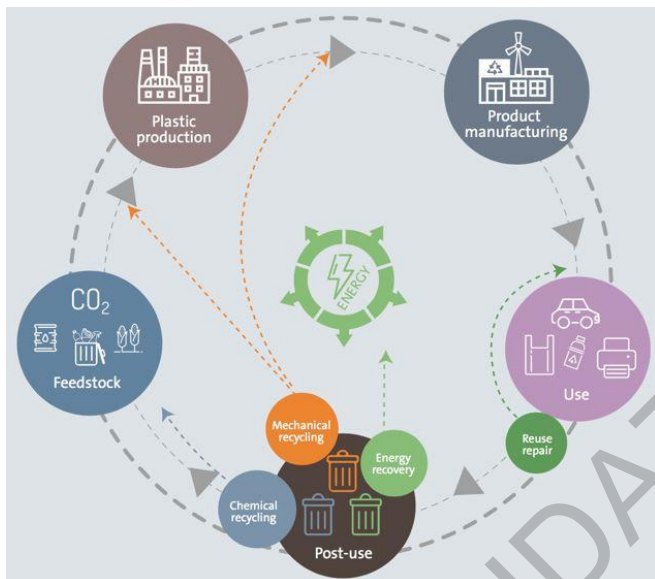 Plastic
production
Product
manufacturing
ENERGY
CO₂
Feedstock
Use
Mechanical
recycling
Energy
recovery
Reuse
repair
Chemical
recycling
Post-use